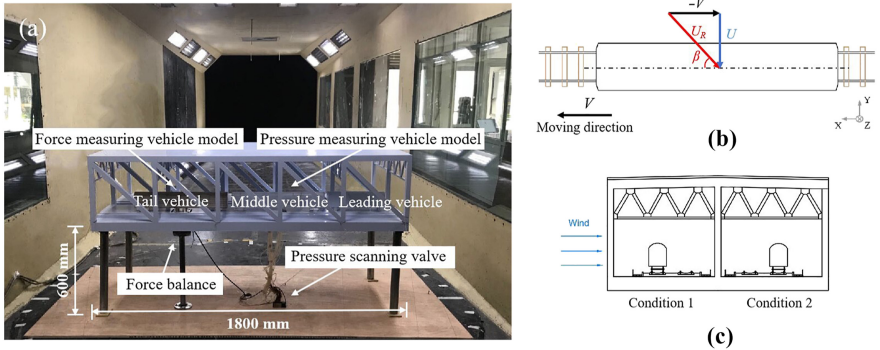 (a)
Force measuring vehicle model
Pressure measuring vehicle model
Tail vehicle
Middle vehicle
Leading vehicle
600 mm
Force balance
Pressure scanning valve
1800 mm
−V
U_R
U
β
V
Moving direction
Y
X
Z
(b)
Wind
Condition 1
Condition 2
(c)